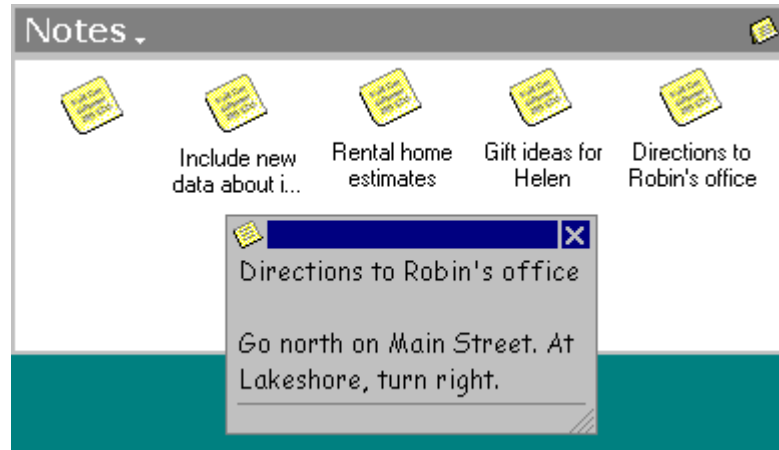 Notes
Include new
data about i...
Rental home
estimates
Gift ideas for
Helen
Directions to
Robin's office
Directions to Robin's office
Go north on Main Street. At
Lakeshore, turn right.